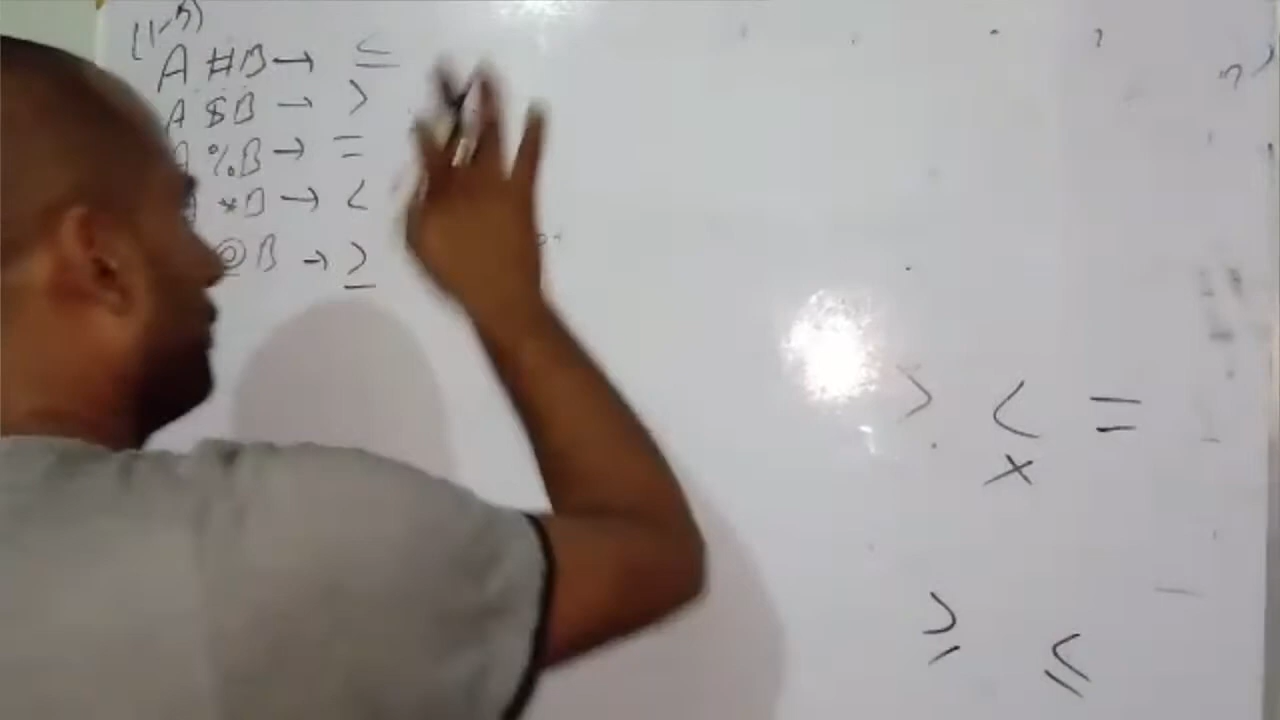 (1-5)
A #B → ≤
A $B → >
A %B → =
*B → <
@B → ≥
> < =
×
≥ ≤